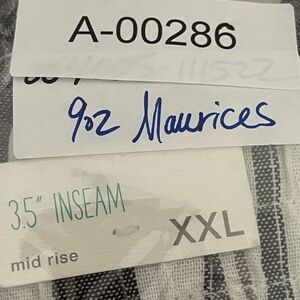 A-00286
9oz Maurices
3.5" INSEAM
mid rise
XXL